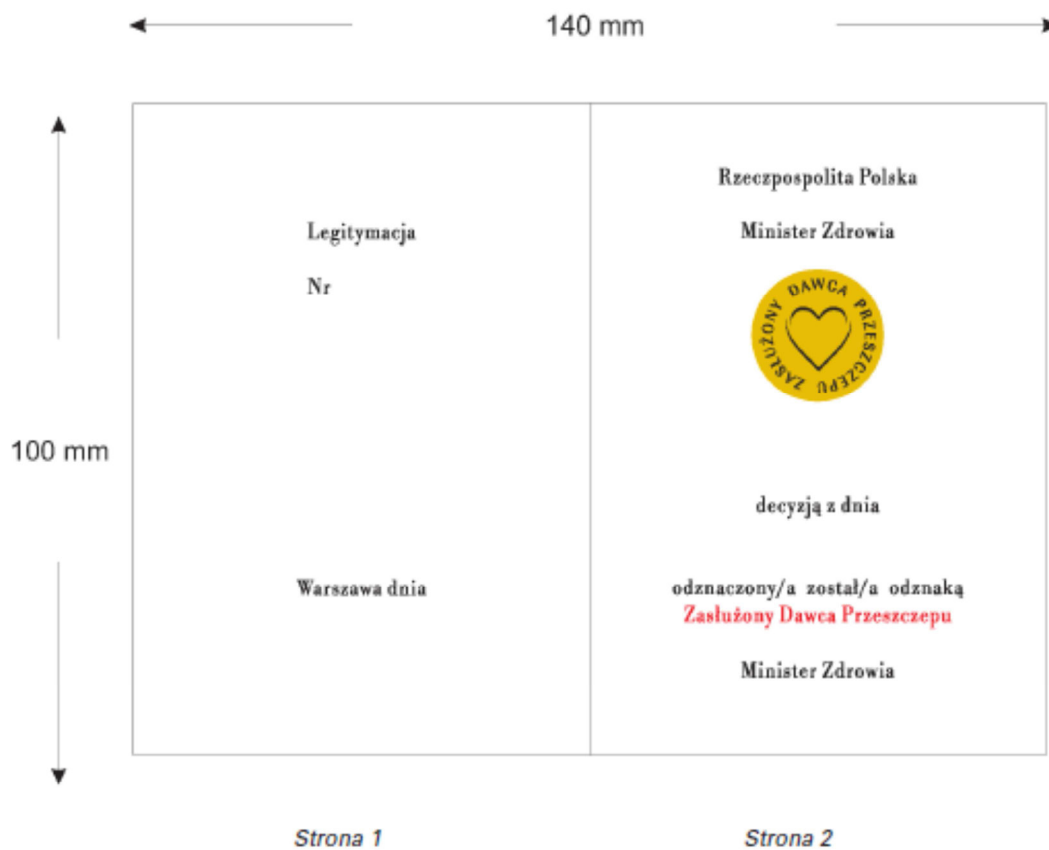 140 mm
100 mm
Legitymacja
Nr
Warszawa dnia
Rzeczpospolita Polska
Minister Zdrowia
ZASŁUŻONY DAWCA PRZESZCZEPU
decyzją z dnia
odznaczony/a został/a odznaką
Zasłużony Dawca Przeszczepu
Minister Zdrowia
Strona 1
Strona 2